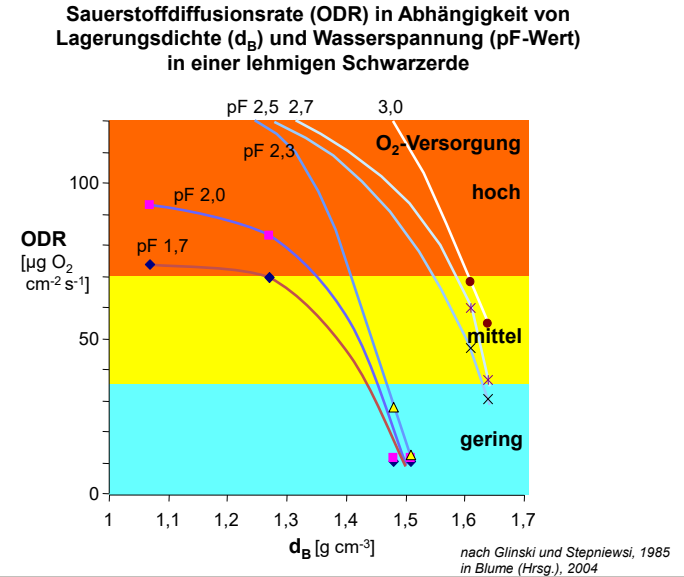 Sauerstoffdiffusionsrate (ODR) in Abhängigkeit von
Lagerungsdichte (dB) und Wasserspannung (pF-Wert)
in einer lehmigen Schwarzerde
pF 2,5 2,7 3,0
O2-Versorgung
pF 2,3
hoch
100
pF 2,0
ODR
[µg O2
cm-2 s-1]
pF 1,7
50
mittel
gering
0
1 1,1 1,2 1,3 1,4 1,5 1,6 1,7
dB [g cm-3]
nach Glinski und Stepniewsi, 1985
in Blume (Hrsg.), 2004